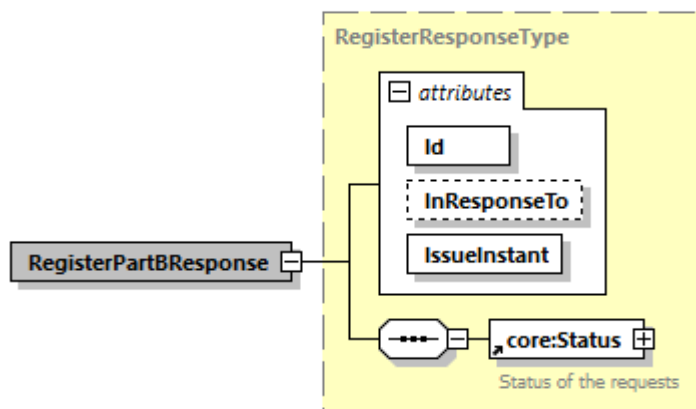 RegisterResponseType
attributes
Id
InResponseTo
IssueInstant
RegisterPartBResponse
core:Status
Status of the requests